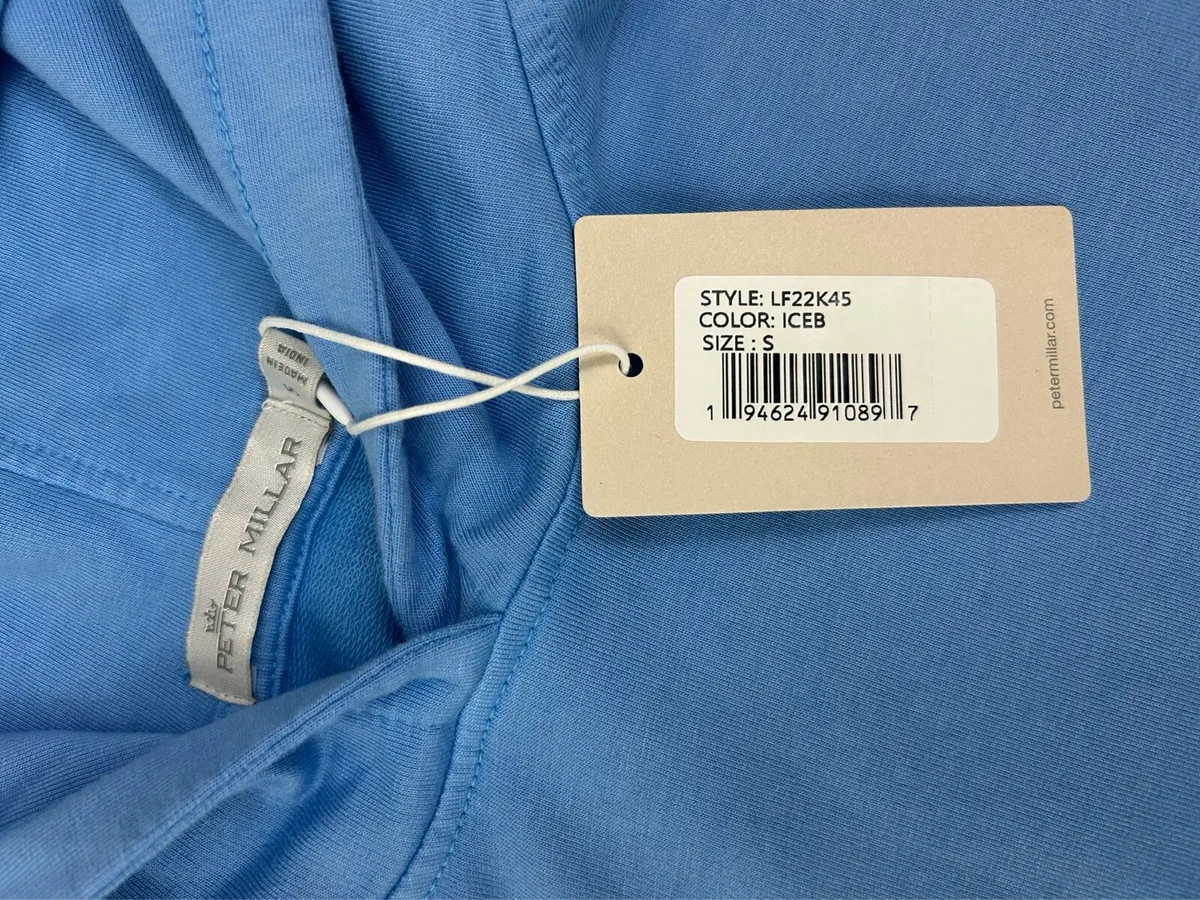 STYLE: LF22K45
COLOR: ICEB
SIZE : S
1 94624 91089 7
petermillar.com
MADE IN
INDIA
PETER MILLAR